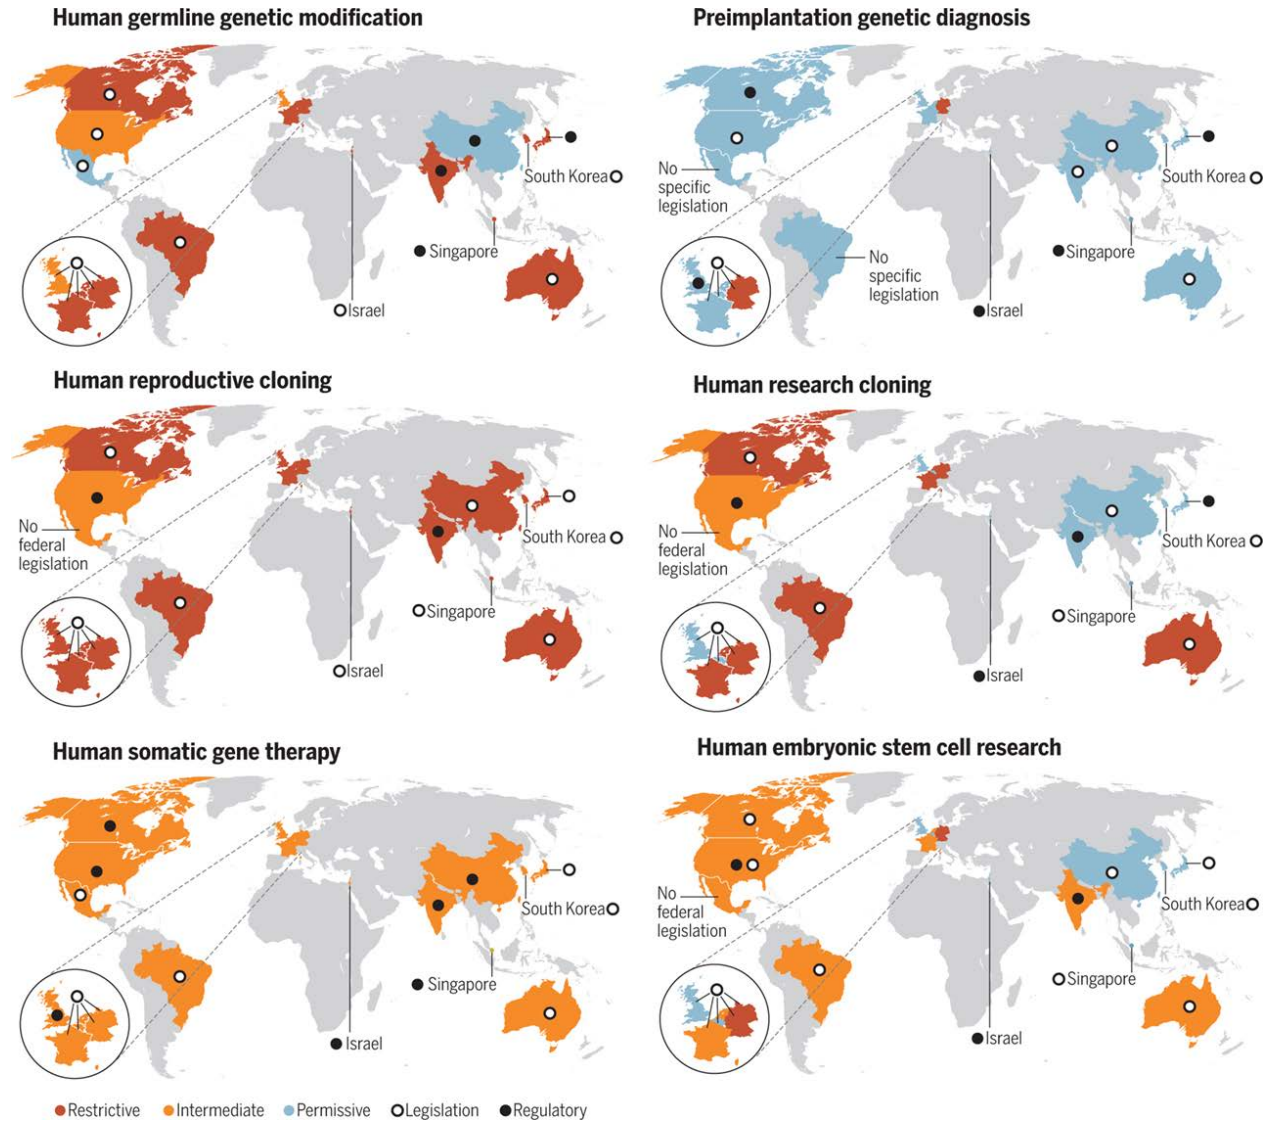 Human germline genetic modification
South Korea
Singapore
Israel
Preimplantation genetic diagnosis
No
specific
legislation
South Korea
Singapore
No
specific
legislation
Israel
Human reproductive cloning
No
federal
legislation
South Korea
Singapore
Israel
Human research cloning
No
federal
legislation
South Korea
Singapore
Israel
Human somatic gene therapy
South Korea
Singapore
Israel
Human embryonic stem cell research
No
federal
legislation
South Korea
Singapore
Israel
Restrictive Intermediate Permissive Legislation Regulatory